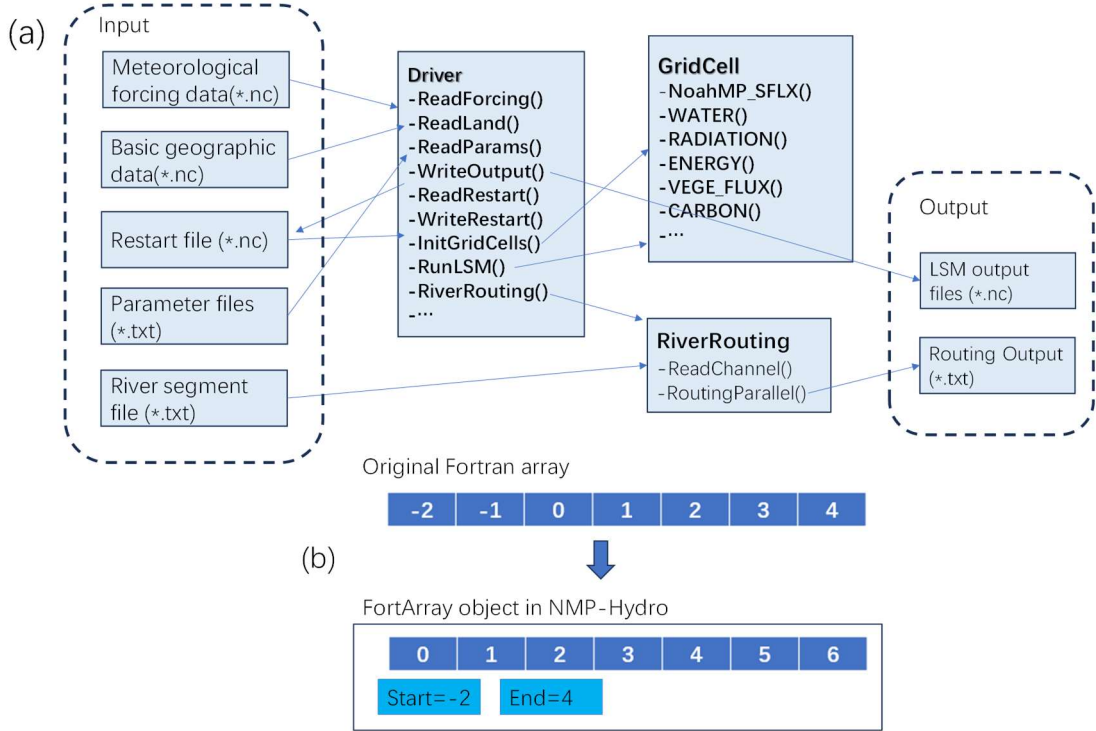 (a)
Input
Meteorological
forcing data(*.nc)
Basic geographic
data(*.nc)
Restart file (*.nc)
Parameter files
(*.txt)
River segment
file (*.txt)
Driver
-ReadForcing()
-ReadLand()
-ReadParams()
-WriteOutput()
-ReadRestart()
-WriteRestart()
-InitGridCells()
-RunLSM()
-RiverRouting()
-···
GridCell
-NoahMP_SFLX()
-WATER()
-RADIATION()
-ENERGY()
-VEGE_FLUX()
-CARBON()
-···
RiverRouting
-ReadChannel()
-RoutingParallel()
Output
LSM output
files (*.nc)
Routing Output
(*.txt)
Original Fortran array
-2 -1 0 1 2 3 4
(b)
FortArray object in NMP-Hydro
0 1 2 3 4 5 6
Start=-2 End=4